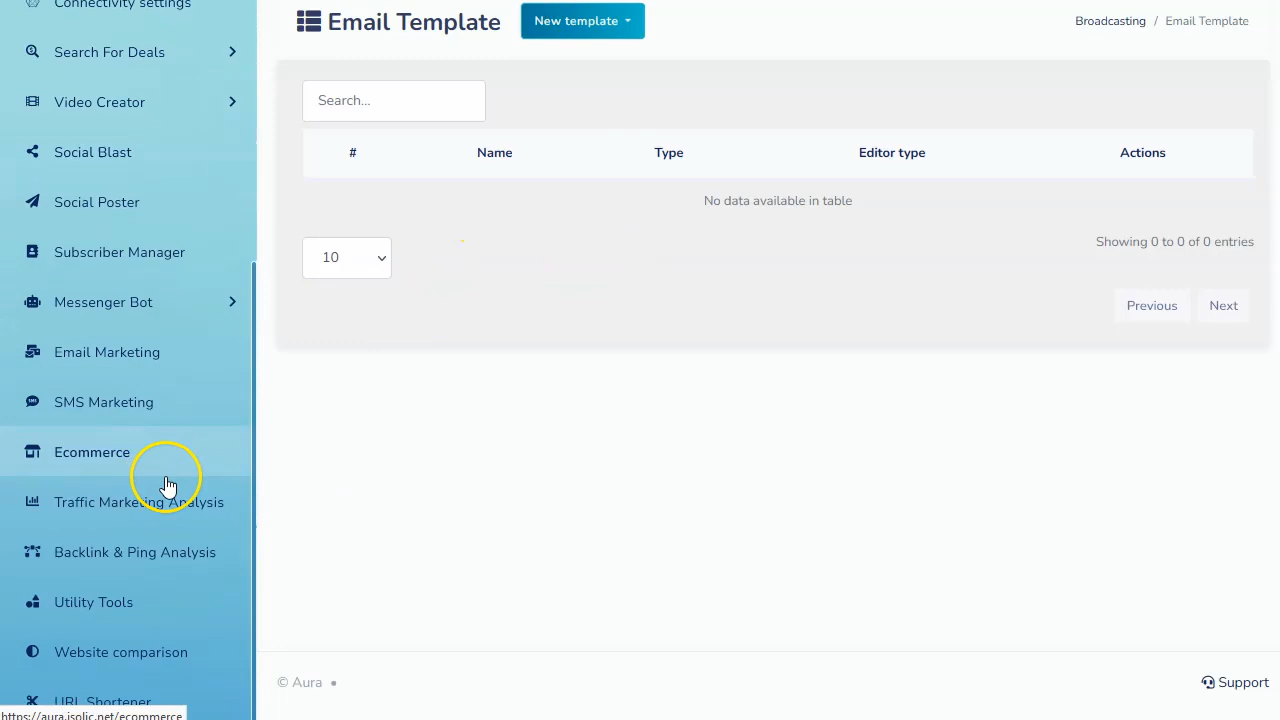 Connectivity settings
Search For Deals
Video Creator
Social Blast
Social Poster
Subscriber Manager
Messenger Bot
Email Marketing
SMS Marketing
Ecommerce
Traffic Marketing Analysis
Backlink & Ping Analysis
Utility Tools
Website comparison
URL Shortener
https://aura.isolic.net/ecommerce
Email Template
New template
Broadcasting / Email Template
Search...
# Name Type Editor type Actions
No data available in table
10
Showing 0 to 0 of 0 entries
Previous Next
© Aura •
Support